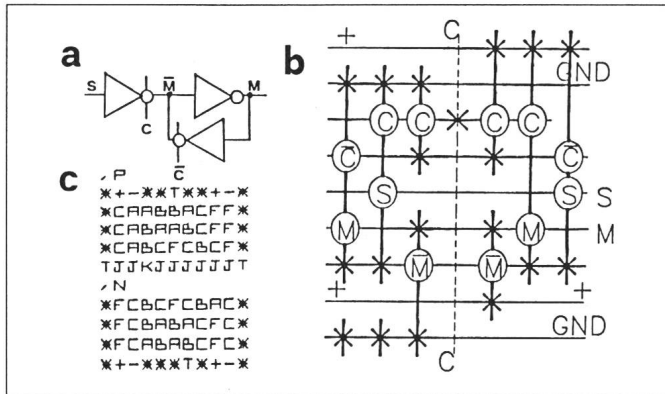 a
S M̄ M
C
C̄
c
, P
*+-**T**+-*
*CAABBACFF*
*CABAABCFF*
*CABCFCBCF*
TJJKJJJJJJT
, N
*FCBCFCBAC*
*FCBABACFC*
*FCABABCFC*
*+-***T*+-*
b
+ C
GND
C C C C
C̄ C̄
S S S
M M M
M̄ M̄
+ +
GND
C